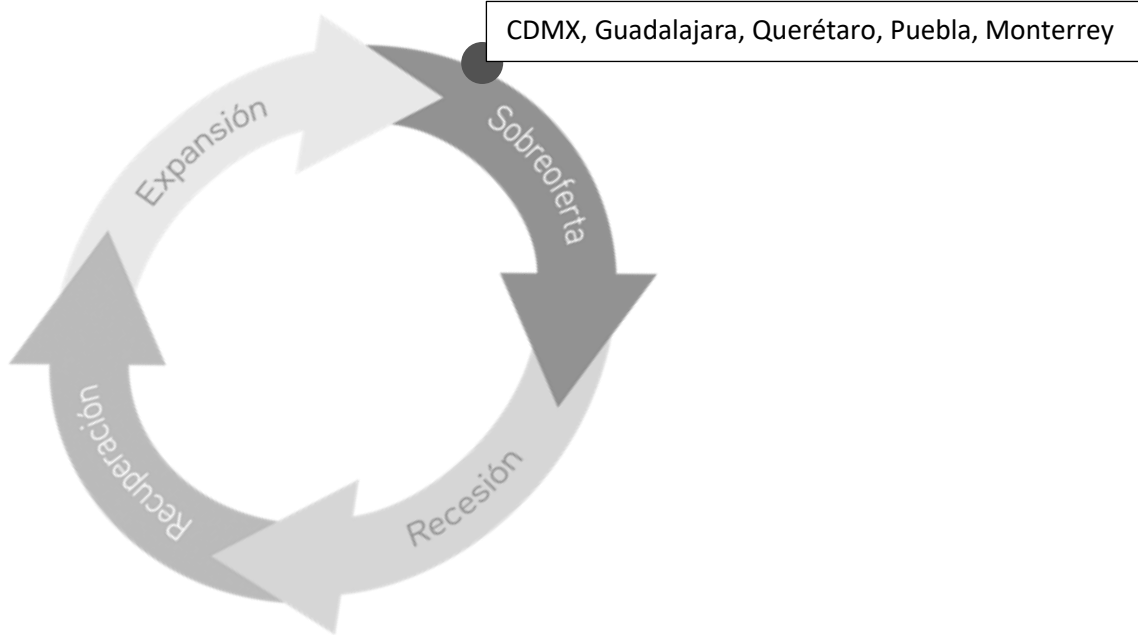 CDMX, Guadalajara, Querétaro, Puebla, Monterrey
Expansión
Sobreoferta
Recuperación
Recesión